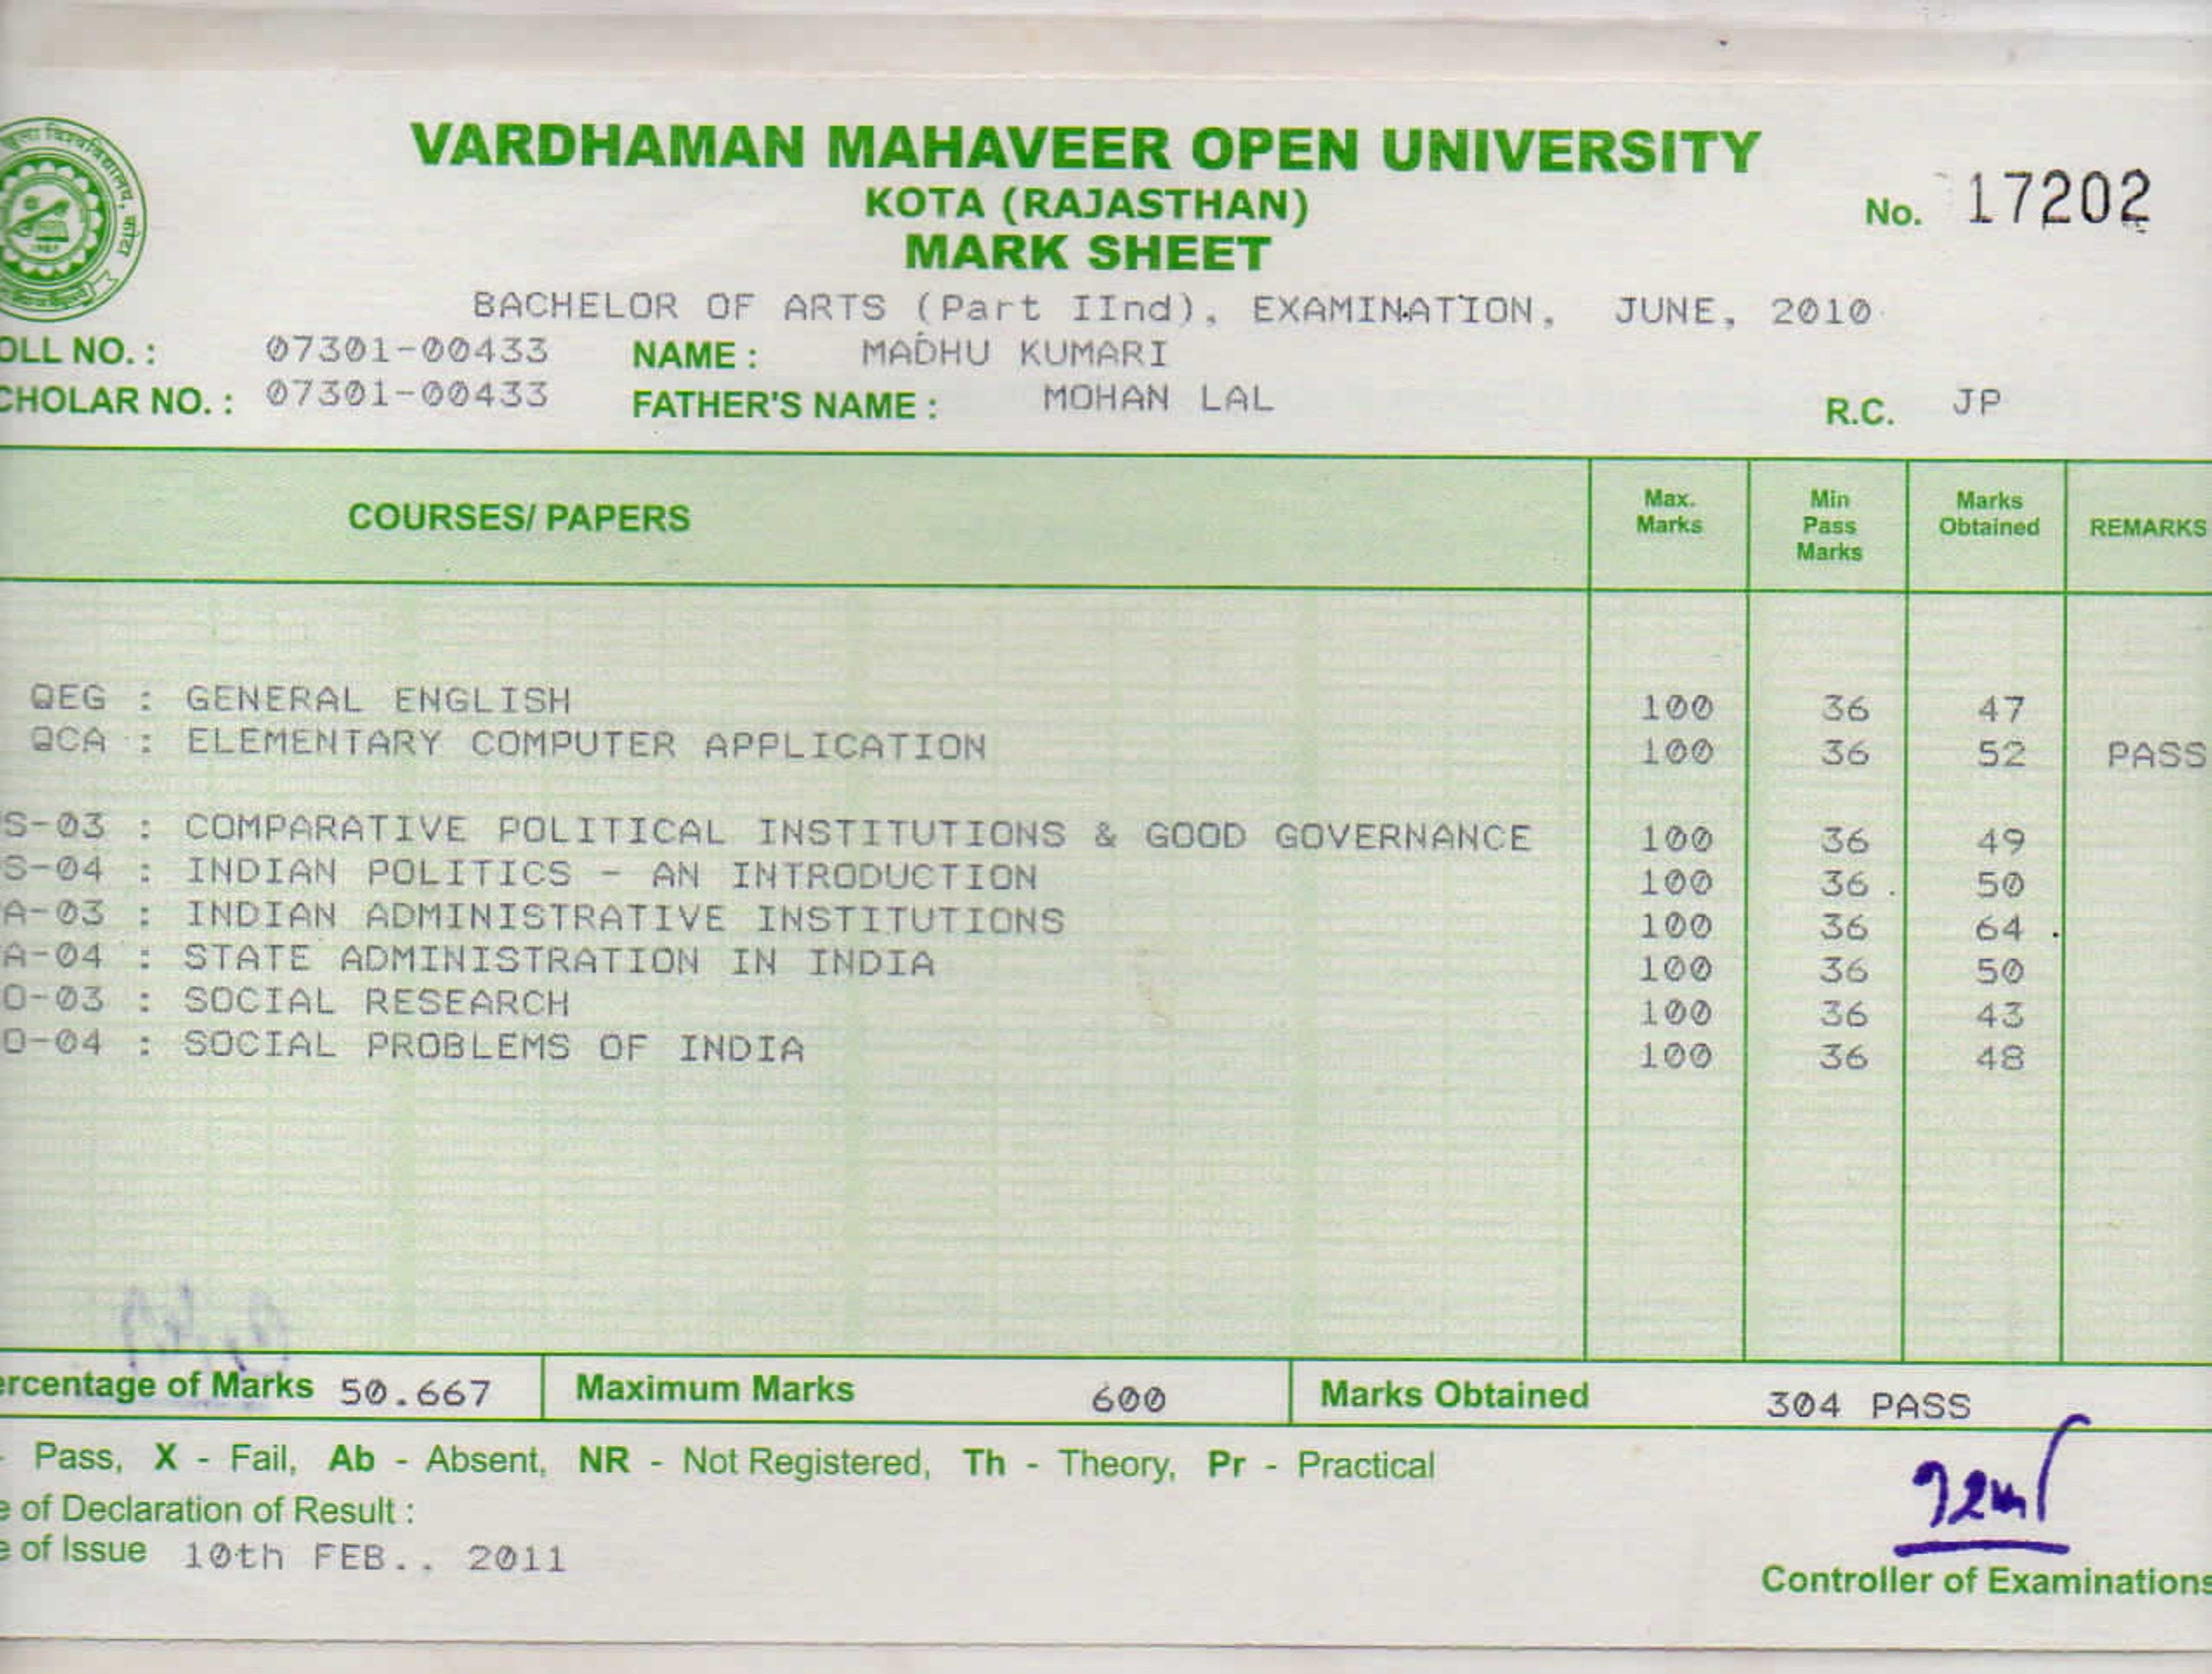 खुला विश्वविद्यालय, कोटा
VARDHAMAN MAHAVEER OPEN UNIVERSITY
KOTA (RAJASTHAN)
No. 17202
MARK SHEET
BACHELOR OF ARTS (Part IInd), EXAMINATION, JUNE, 2010
OLL NO. : 07301-00433 NAME : MADHU KUMARI
CHOLAR NO. : 07301-00433 FATHER'S NAME : MOHAN LAL R.C. JP
COURSES/ PAPERS Max. Marks Min Pass Marks Marks Obtained REMARKS
QEG : GENERAL ENGLISH 100 36 47
QCA : ELEMENTARY COMPUTER APPLICATION 100 36 52 PASS
S-03 : COMPARATIVE POLITICAL INSTITUTIONS & GOOD GOVERNANCE 100 36 49
S-04 : INDIAN POLITICS - AN INTRODUCTION 100 36 50
A-03 : INDIAN ADMINISTRATIVE INSTITUTIONS 100 36 64
A-04 : STATE ADMINISTRATION IN INDIA 100 36 50
O-03 : SOCIAL RESEARCH 100 36 43
O-04 : SOCIAL PROBLEMS OF INDIA 100 36 48
ercentage of Marks 50.667 Maximum Marks 600 Marks Obtained 304 PASS
- Pass, X - Fail, Ab - Absent, NR - Not Registered, Th - Theory, Pr - Practical
e of Declaration of Result :
e of Issue 10th FEB.. 2011
Controller of Examinations